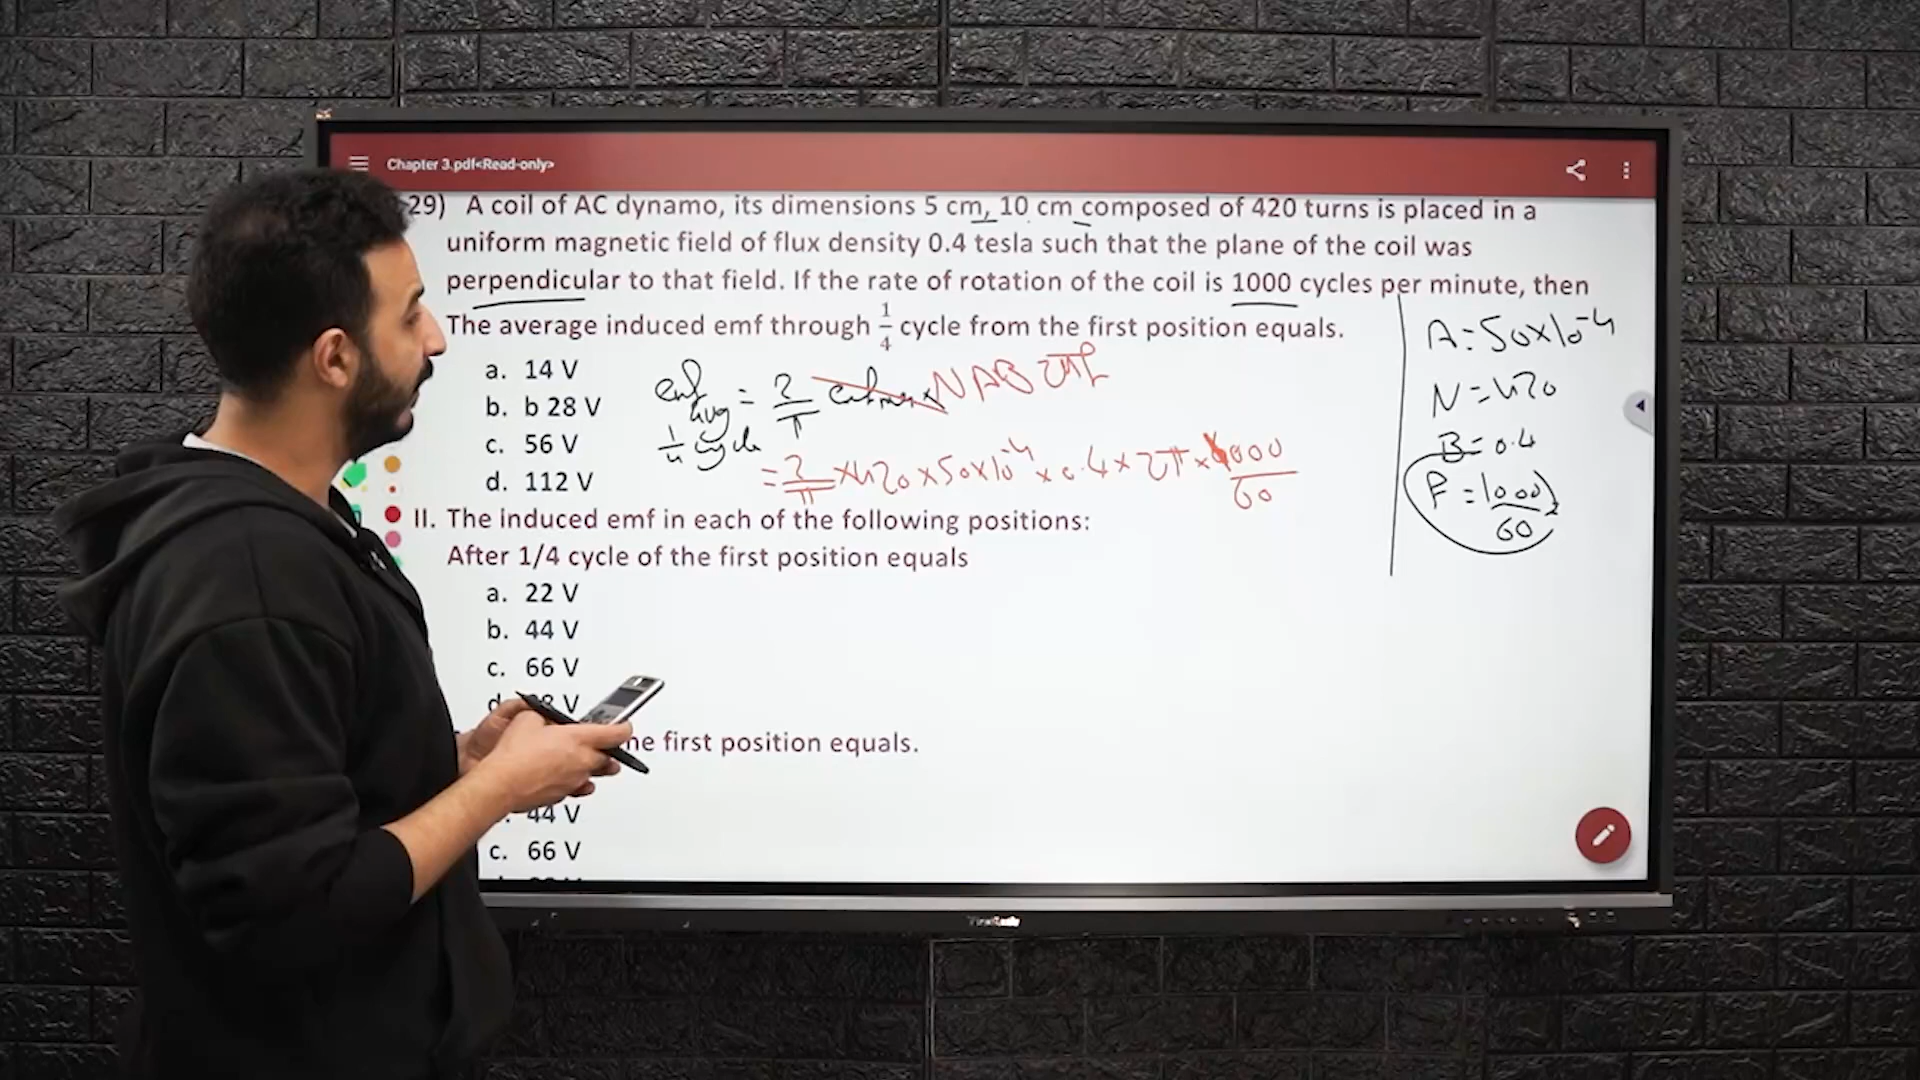 Chapter 3.pdf<Read-only>
29) A coil of AC dynamo, its dimensions 5 cm, 10 cm composed of 420 turns is placed in a
uniform magnetic field of flux density 0.4 tesla such that the plane of the coil was
perpendicular to that field. If the rate of rotation of the coil is 1000 cycles per minute, then
The average induced emf through 1/4 cycle from the first position equals.
a. 14 V
b. b 28 V
c. 56 V
d. 112 V
emf avg 1/4 cycle = 2/π emf max NAB 2πf
= 2/π × 420 × 50×10^-4 × 0.4 × 2π × 1000/60
A = 50×10^-4
N = 420
B = 0.4
F = 1000/60
II. The induced emf in each of the following positions:
After 1/4 cycle of the first position equals
a. 22 V
b. 44 V
c. 66 V
d. V
the first position equals.
44 V
c. 66 V
ViewSonic